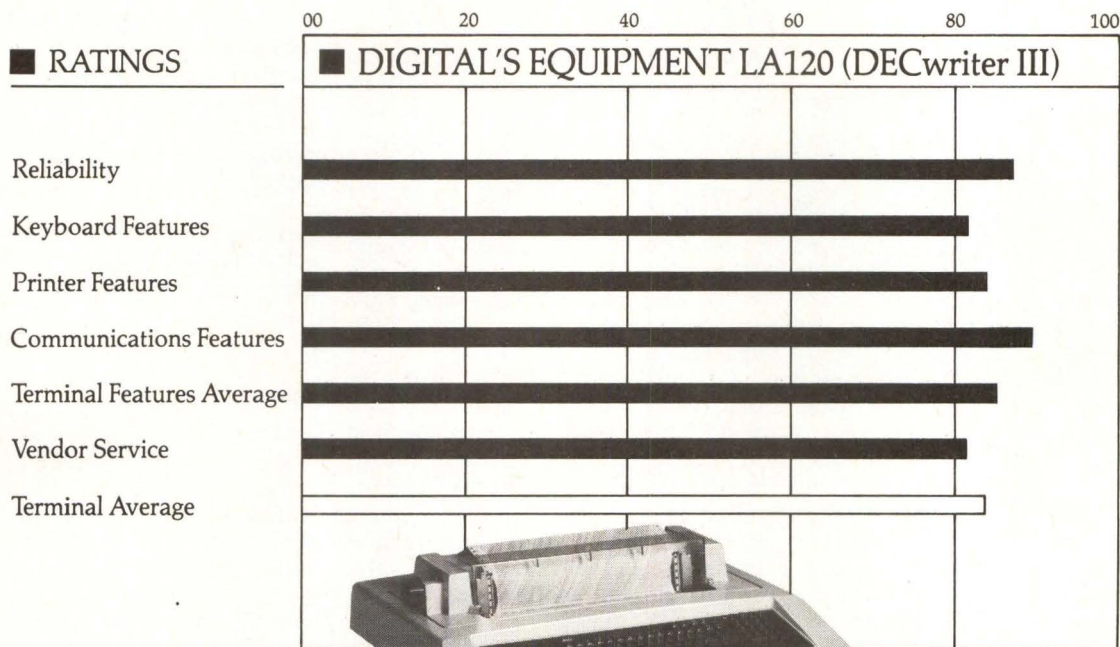 00 20 40 60 80 100
■ RATINGS
■ DIGITAL'S EQUIPMENT LA120 (DECwriter III)
Reliability
Keyboard Features
Printer Features
Communications Features
Terminal Features Average
Vendor Service
Terminal Average